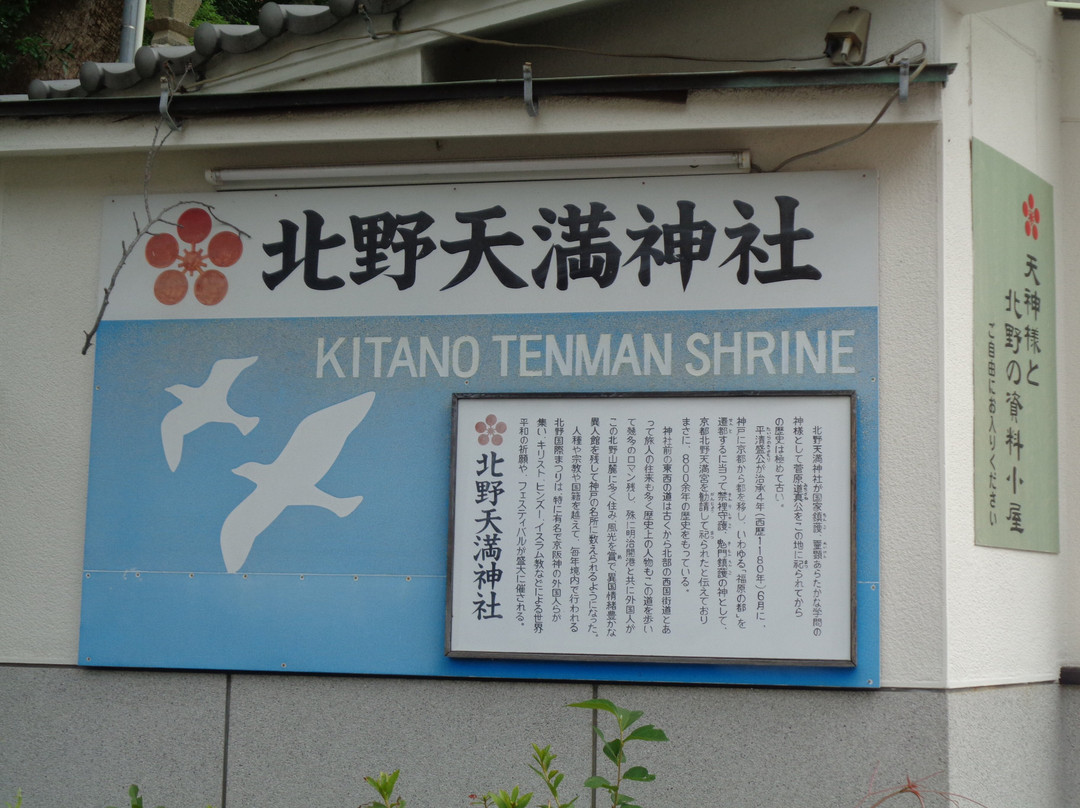 北野天満神社
KITANO TENMAN SHRINE
北野天満神社が国家鎮護、霊顕あらたかな学問の
神様として菅原道真公をこの地に祀られてから
の歴史は極めて古い。
平清盛公が治承4年(西歴1180年)6月に、
神戸に京都から都を移し、いわゆる「福原の都」を
遷都するに当って禁裡守護、鬼門鎮護の神として、
京都北野天満宮を勧請して祀られたと伝えており
まさに、800余年の歴史をもっている。
神社前の東西の道は古くから北部の西国街道とあ
って旅人の往来も多く歴史上の人物もこの道を歩い
て幾多のロマン残し、殊に明治開港と共に外国人が
この北野山麓に多く住み、風光を賞で異国情緒豊かな
異人館を残して神戸の名所に数えられるようになった。
人種や宗教や国籍を越えて、毎年境内で行われる
北野国際まつりは、特に有名で京阪神の外国人らが
集い、キリスト、ヒンズー、イスラム教などによる世界
平和の祈願や、フェスティバルが盛大に催される。
北野天満神社
天神様と
北野の資料小屋
ご自由にお入りください